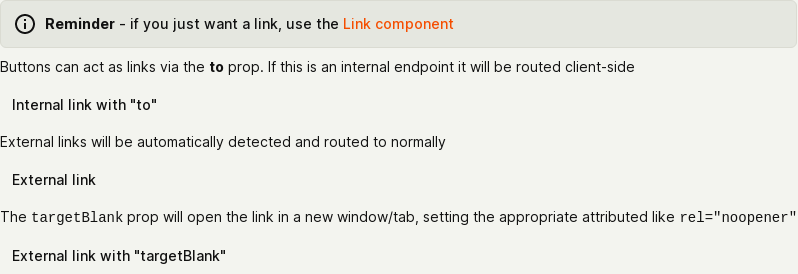 Reminder - if you just want a link, use the Link component
Buttons can act as links via the to prop. If this is an internal endpoint it will be routed client-side
Internal link with "to"
External links will be automatically detected and routed to normally
External link
The targetBlank prop will open the link in a new window/tab, setting the appropriate attributed like rel="noopener"
External link with "targetBlank"